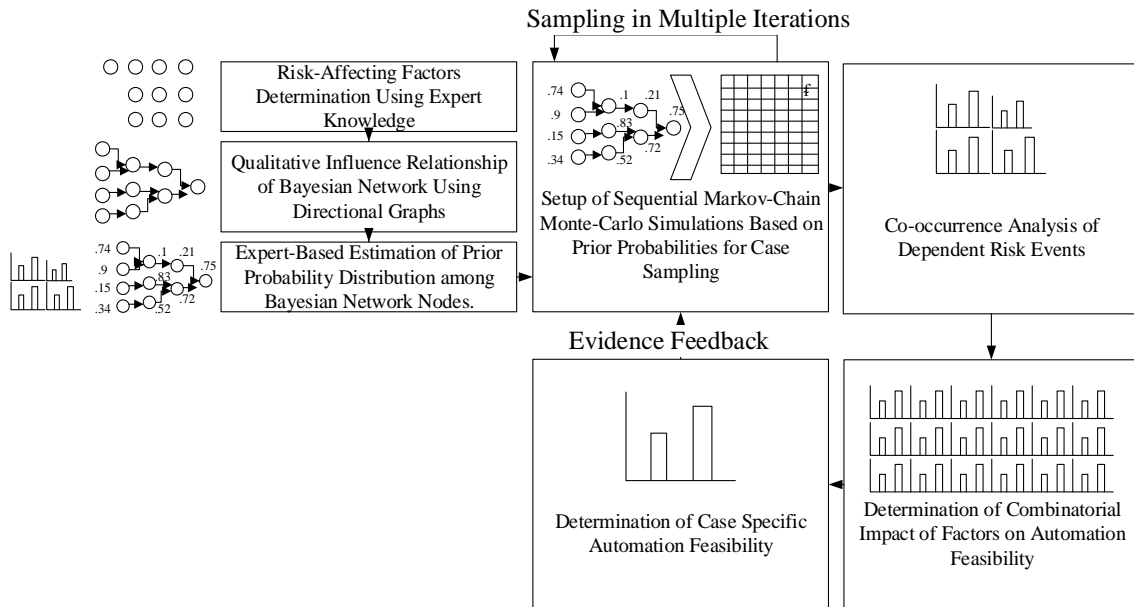 Sampling in Multiple Iterations
Risk-Affecting Factors
Determination Using Expert
Knowledge
Qualitative Influence Relationship
of Bayesian Network Using
Directional Graphs
.74
.9
.15
.34
.1
.83
.52
.21
.72
.75
Expert-Based Estimation of Prior
Probability Distribution among
Bayesian Network Nodes.
.74
.9
.15
.34
.1
.83
.52
.21
.72
.75
Setup of Sequential Markov-Chain
Monte-Carlo Simulations Based on
Prior Probabilities for Case
Sampling
Co-occurrence Analysis of
Dependent Risk Events
Evidence Feedback
Determination of Case Specific
Automation Feasibility
Determination of Combinatorial
Impact of Factors on Automation
Feasibility